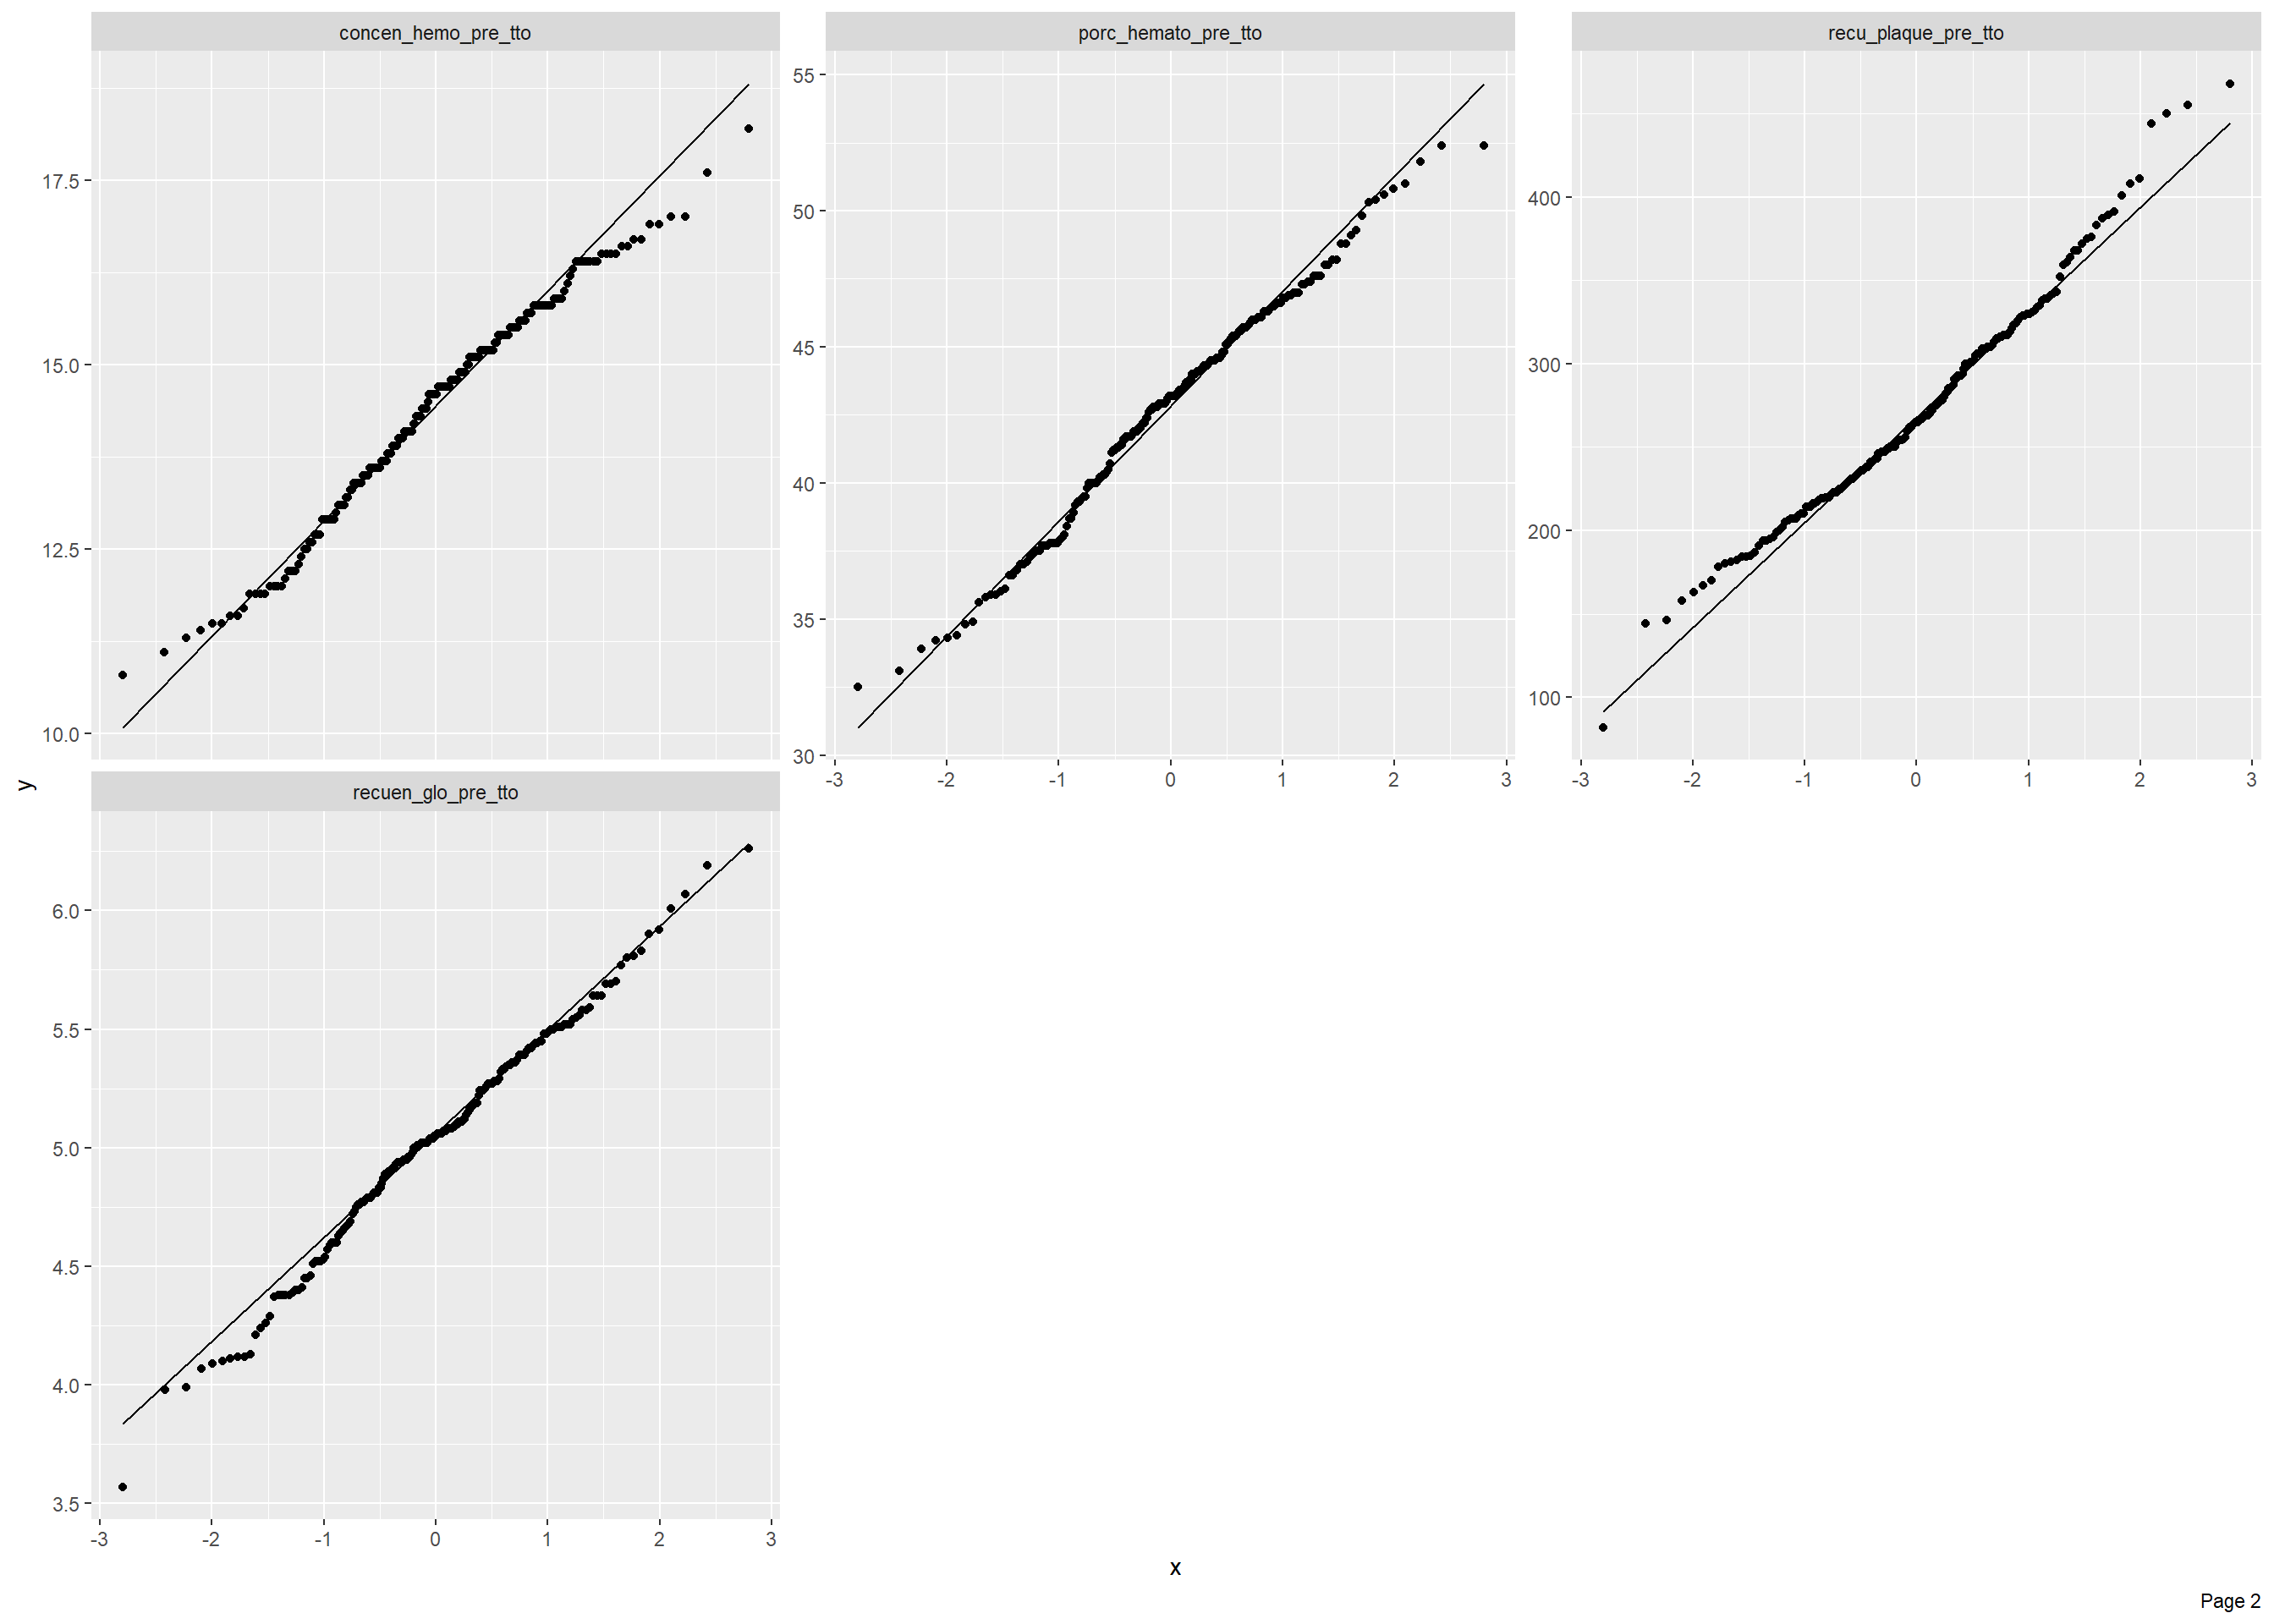 concen_hemo_pre_tto
porc_hemato_pre_tto
recu_plaque_pre_tto
17.5
15.0
12.5
10.0
55
50
45
40
35
30
-3 -2 -1 0 1 2 3
400
300
200
100
-3 -2 -1 0 1 2 3
y
recuen_glo_pre_tto
6.0
5.5
5.0
4.5
4.0
3.5
-3 -2 -1 0 1 2 3
x
Page 2